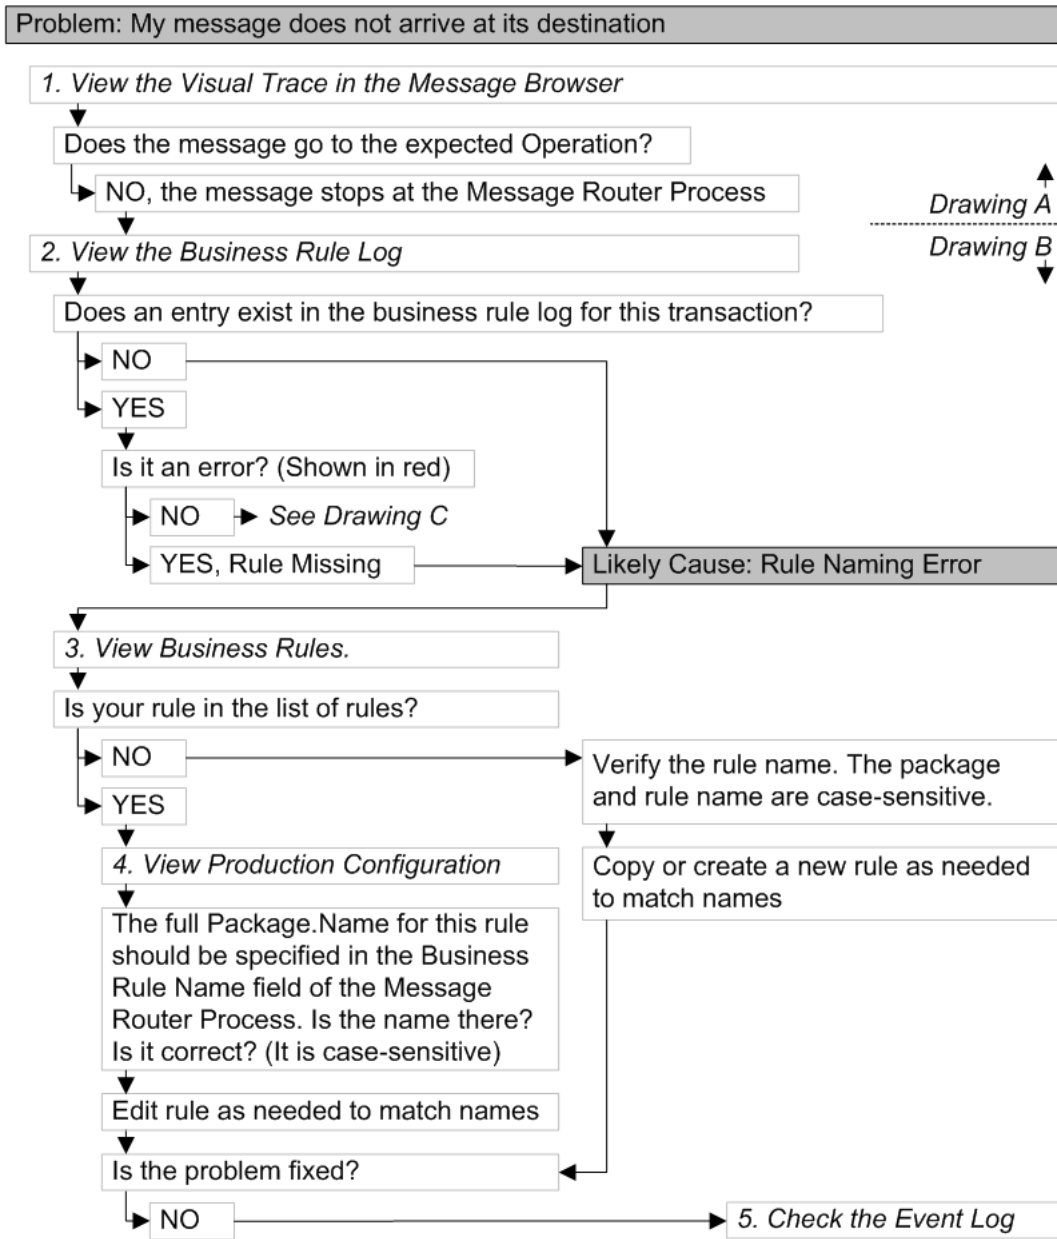 Problem: My message does not arrive at its destination
1. View the Visual Trace in the Message Browser
Does the message go to the expected Operation?
NO, the message stops at the Message Router Process
Drawing A
2. View the Business Rule Log
Drawing B
Does an entry exist in the business rule log for this transaction?
NO
YES
Is it an error? (Shown in red)
NO
See Drawing C
YES, Rule Missing
Likely Cause: Rule Naming Error
3. View Business Rules.
Is your rule in the list of rules?
NO
YES
Verify the rule name. The package
and rule name are case-sensitive.
Copy or create a new rule as needed
to match names
4. View Production Configuration
The full Package.Name for this rule
should be specified in the Business
Rule Name field of the Message
Router Process. Is the name there?
Is it correct? (It is case-sensitive)
Edit rule as needed to match names
Is the problem fixed?
NO
5. Check the Event Log